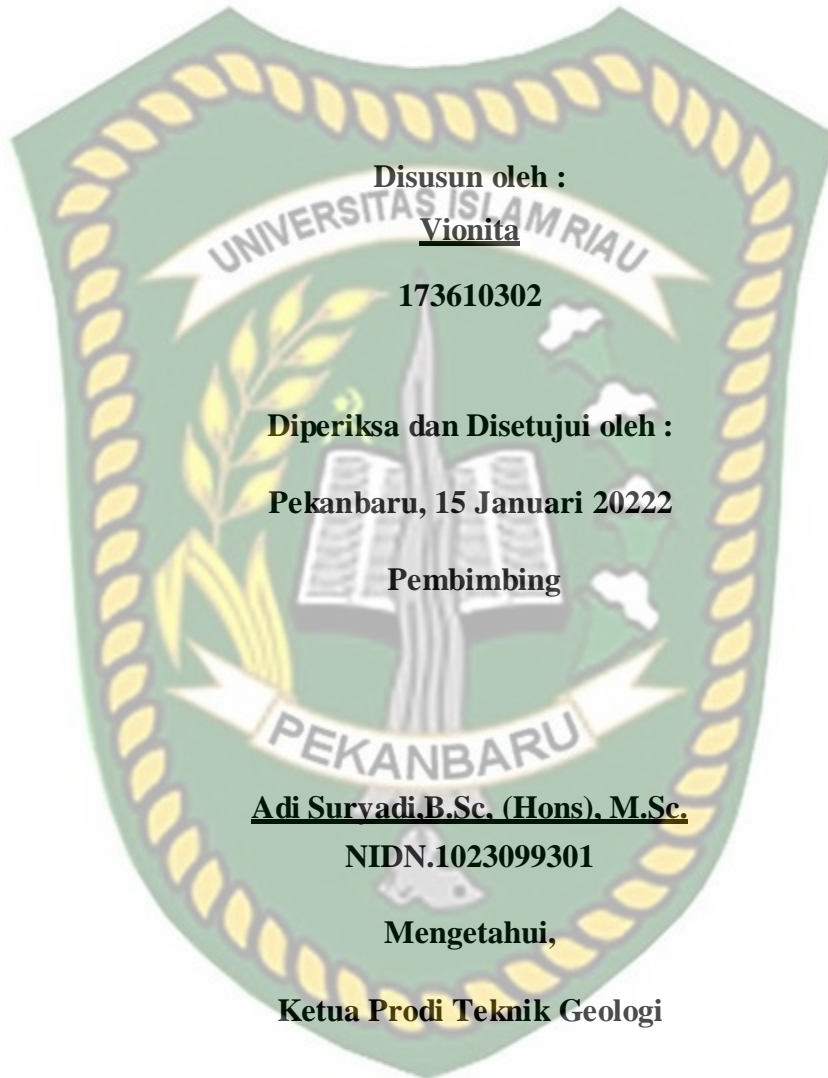 Disusun oleh :
UNIVERSITAS ISLAM RIAU
Vionita
173610302
Diperiksa dan Disetujui oleh :
Pekanbaru, 15 Januari 20222
Pembimbing
PEKANBARU
Adi Suryadi,B.Sc. (Hons), M.Sc.
NIDN.1023099301
Mengetahui,
Ketua Prodi Teknik Geologi